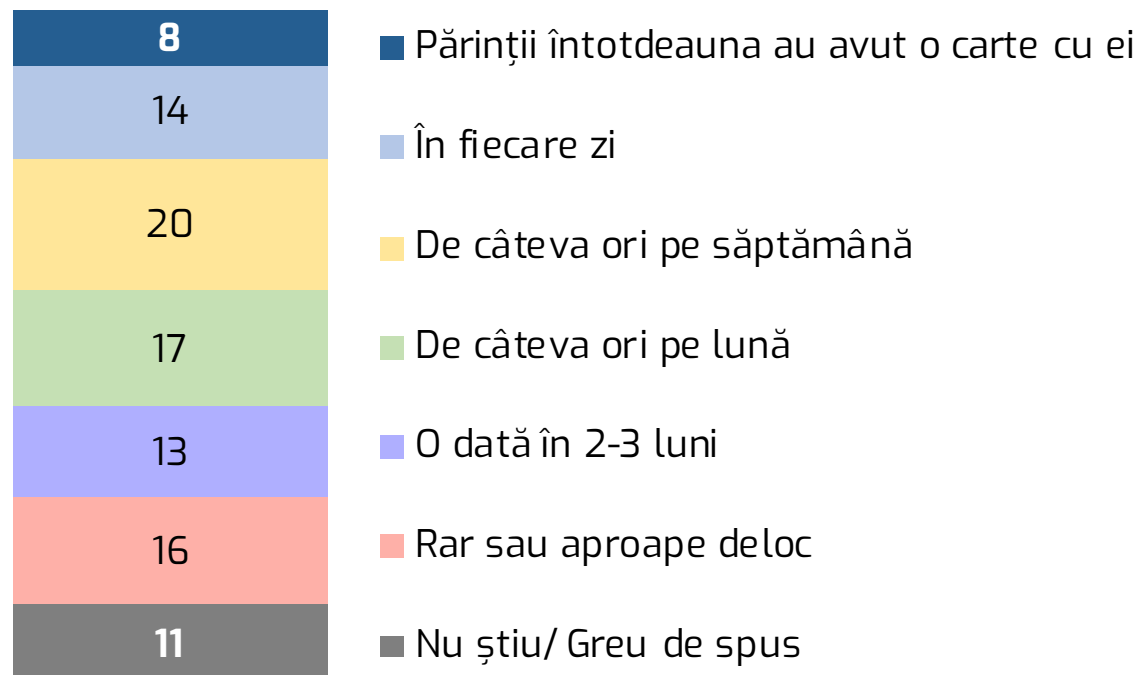 8 Părinții întotdeauna au avut o carte cu ei
14 În fiecare zi
20 De câteva ori pe săptămână
17 De câteva ori pe lună
13 O dată în 2-3 luni
16 Rar sau aproape deloc
11 Nu știu/ Greu de spus